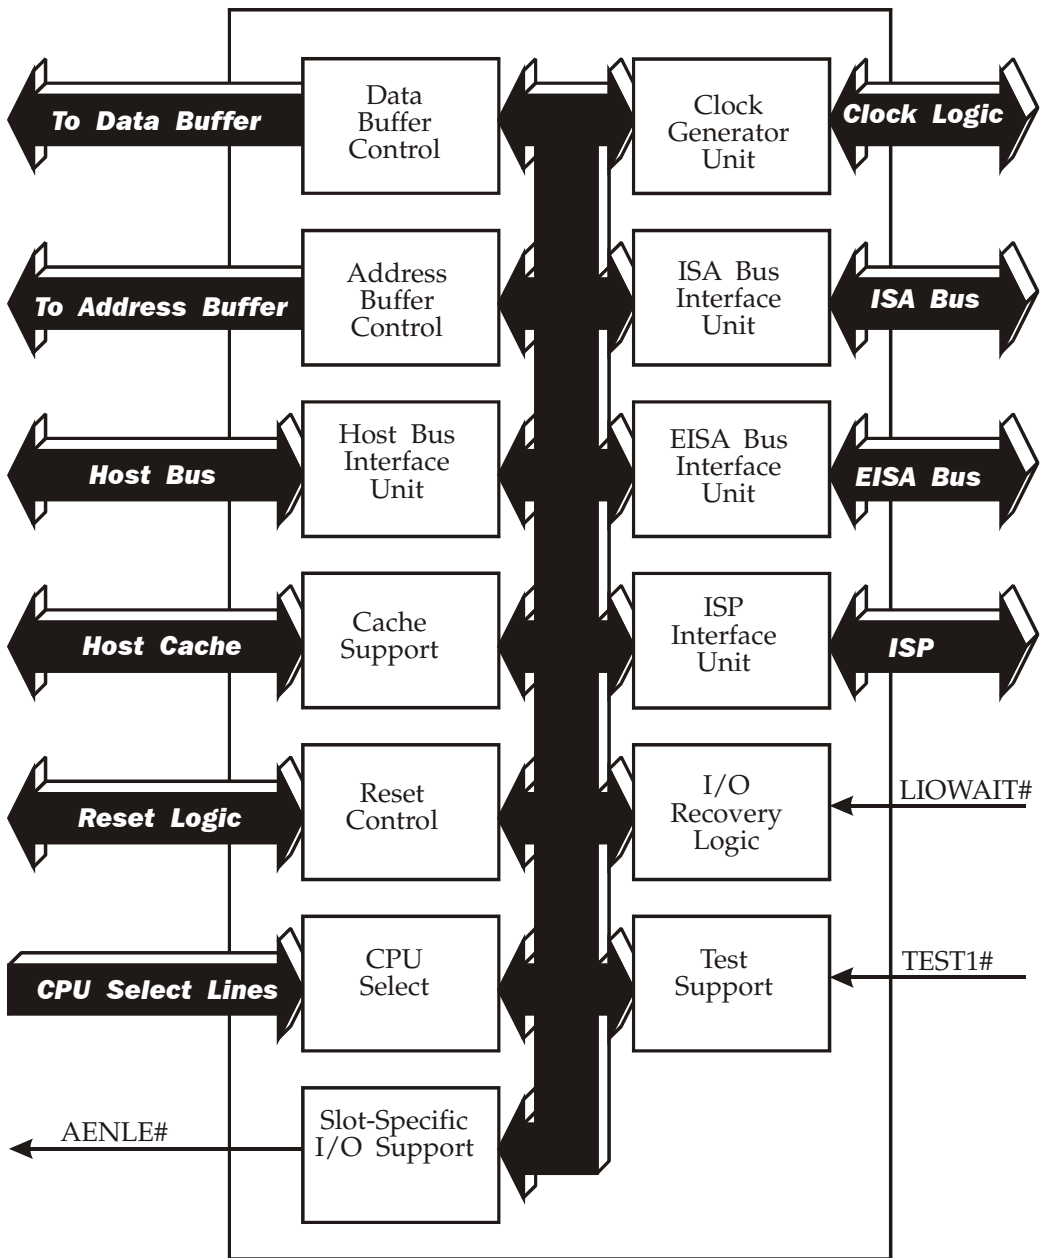 To Data Buffer
Data
Buffer
Control
Clock
Generator
Unit
Clock Logic
To Address Buffer
Address
Buffer
Control
ISA Bus
Interface
Unit
ISA Bus
Host Bus
Host Bus
Interface
Unit
EISA Bus
Interface
Unit
EISA Bus
Host Cache
Cache
Support
ISP
Interface
Unit
ISP
Reset Logic
Reset
Control
I/O
Recovery
Logic
LIOWAIT#
CPU Select Lines
CPU
Select
Test
Support
TEST1#
AENLE#
Slot-Specific
I/O Support